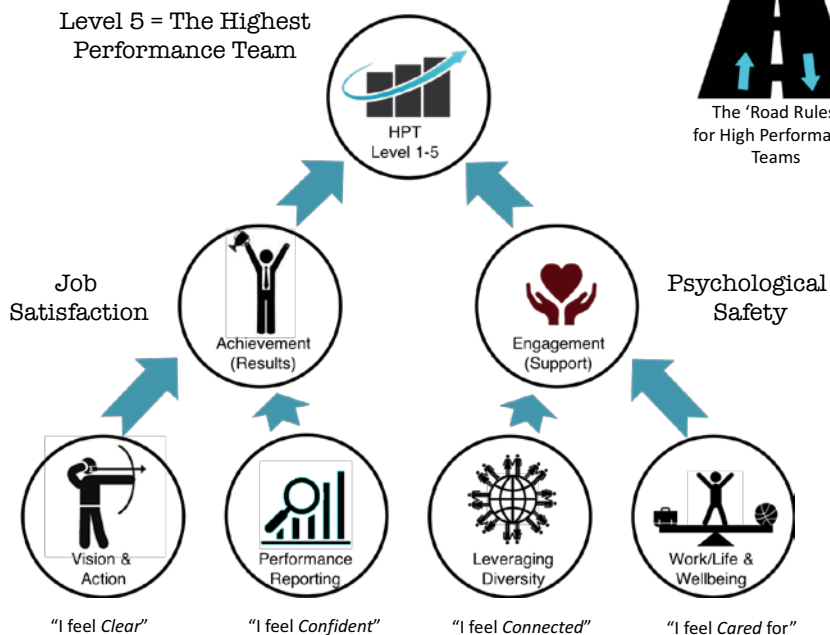 Level 5 = The Highest
Performance Team
HPT
Level 1-5
The ‘Road Rules
for High Performa
Teams
Job
Satisfaction
Achievement
(Results)
Engagement
(Support)
Psychological
Safety
Vision &
Action
Performance
Reporting
Leveraging
Diversity
Work/Life &
Wellbeing
“I feel Clear”
“I feel Confident”
“I feel Connected”
“I feel Cared for”